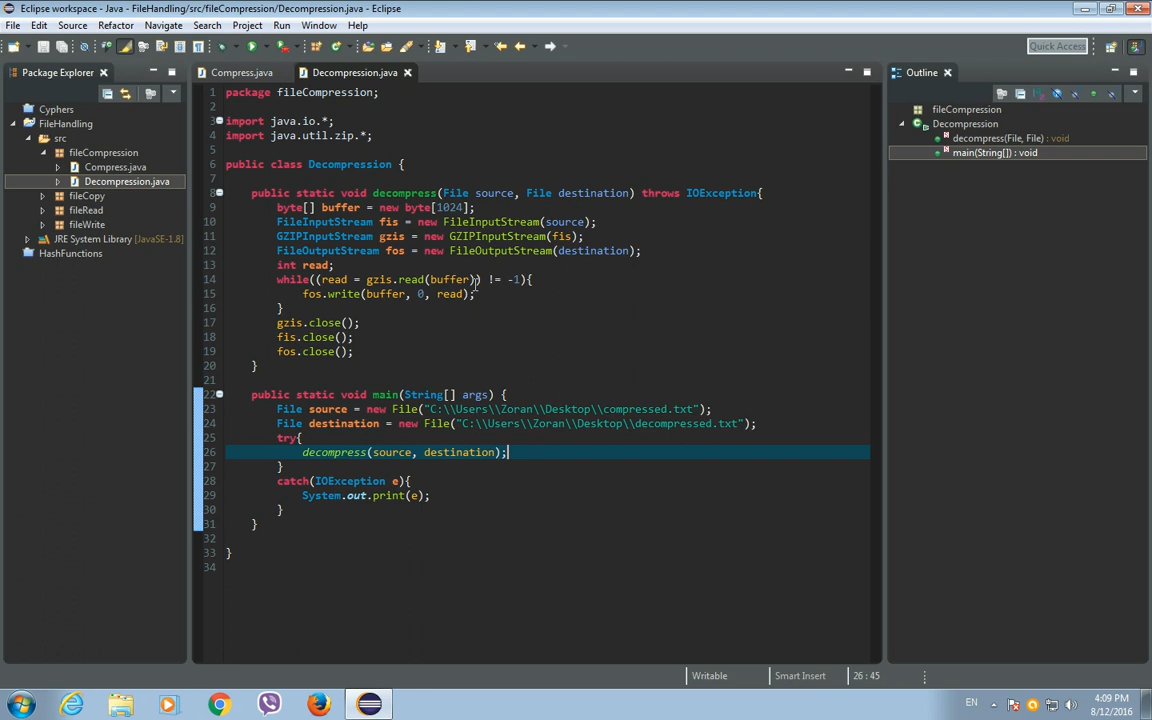 Eclipse workspace - Java - FileHandling/src/fileCompression/Decompression.java - Eclipse
File Edit Source Refactor Navigate Search Project Run Window Help
Quick Access
Package Explorer
Compress.java
Decompression.java
Outline
Cyphers
FileHandling
src
fileCompression
Compress.java
Decompression.java
fileCopy
fileRead
fileWrite
JRE System Library [JavaSE-1.8]
HashFunctions
1 package fileCompression;
2
3 import java.io.*;
4 import java.util.zip.*;
5
6 public class Decompression {
7
8 public static void decompress(File source, File destination) throws IOException{
9 byte[] buffer = new byte[1024];
10 FileInputStream fis = new FileInputStream(source);
11 GZIPInputStream gzis = new GZIPInputStream(fis);
12 FileOutputStream fos = new FileOutputStream(destination);
13 int read;
14 while((read = gzis.read(buffer)) != -1){
15 fos.write(buffer, 0, read);
16 }
17 gzis.close();
18 fis.close();
19 fos.close();
20 }
21
22 public static void main(String[] args) {
23 File source = new File("C:\\Users\\Zoran\\Desktop\\compressed.txt");
24 File destination = new File("C:\\Users\\Zoran\\Desktop\\decompressed.txt");
25 try{
26 decompress(source, destination);
27 }
28 catch(IOException e){
29 System.out.print(e);
30 }
31 }
32
33 }
34
fileCompression
Decompression
decompress(File, File) : void
main(String[]) : void
Writable
Smart Insert
26 : 45
EN
4:09 PM
8/12/2016